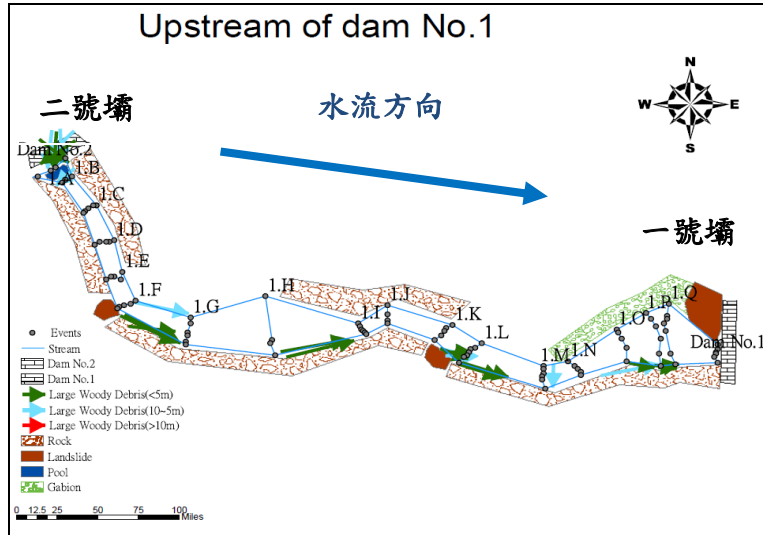 Upstream of dam No.1
二號壩
水流方向
N
W
E
S
Dam No.2
1.A
1.B
1.C
1.D
1.E
1.F
1.G
1.H
1.I
1.J
1.K
1.L
1.M
1.N
1.O
1.P
1.Q
一號壩
Dam No.1
Events
Stream
Dam No.2
Dam No.1
Large Woody Debris(<5m)
Large Woody Debris(10~5m)
Large Woody Debris(>10m)
Rock
Landslide
Pool
Gabion
0 12.5 25 50 75 100
Miles